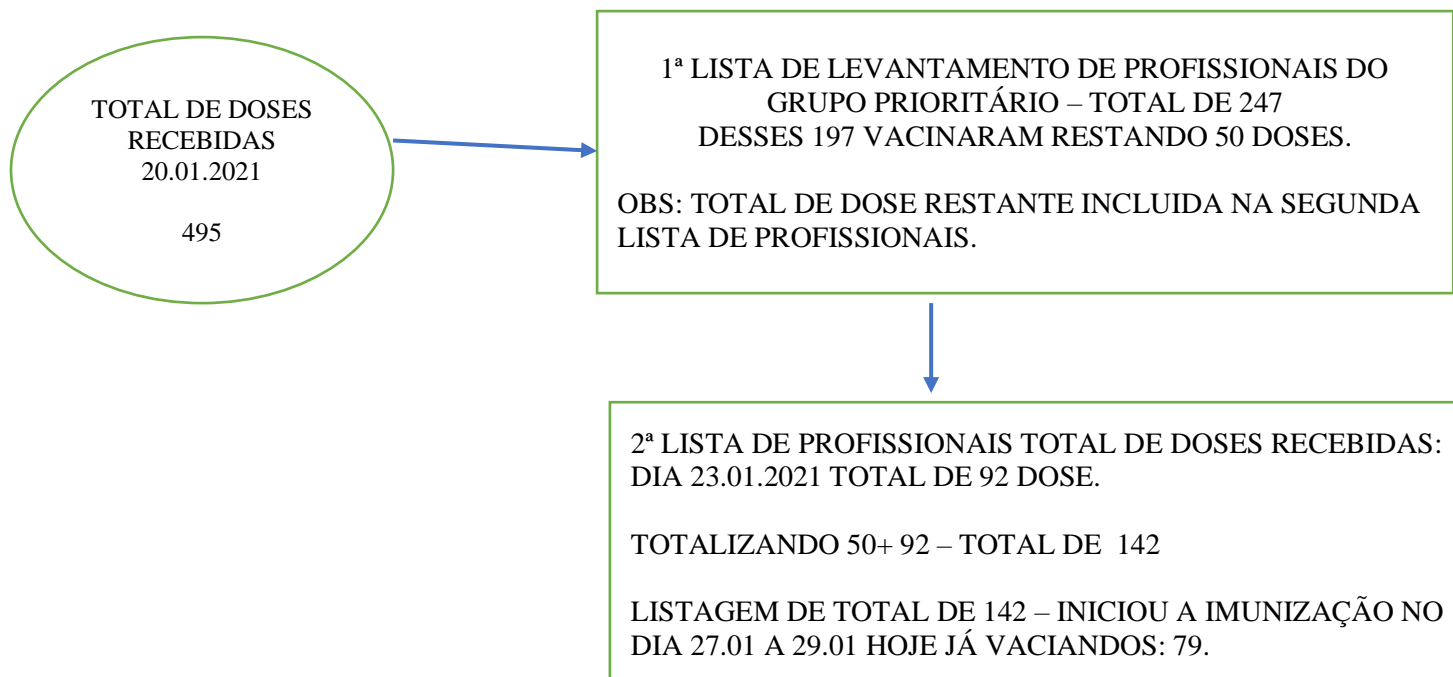 TOTAL DE DOSES
RECEBIDAS
20.01.2021
495
1ª LISTA DE LEVANTAMENTO DE PROFISSIONAIS DO
GRUPO PRIORITÁRIO – TOTAL DE 247
DESSES 197 VACINARAM RESTANDO 50 DOSES.
OBS: TOTAL DE DOSE RESTANTE INCLUIDA NA SEGUNDA
LISTA DE PROFISSIONAIS.
2ª LISTA DE PROFISSIONAIS TOTAL DE DOSES RECEBIDAS:
DIA 23.01.2021 TOTAL DE 92 DOSE.
TOTALIZANDO 50+ 92 – TOTAL DE 142
LISTAGEM DE TOTAL DE 142 – INICIOU A IMUNIZAÇÃO NO
DIA 27.01 A 29.01 HOJE JÁ VACIANDOS: 79.